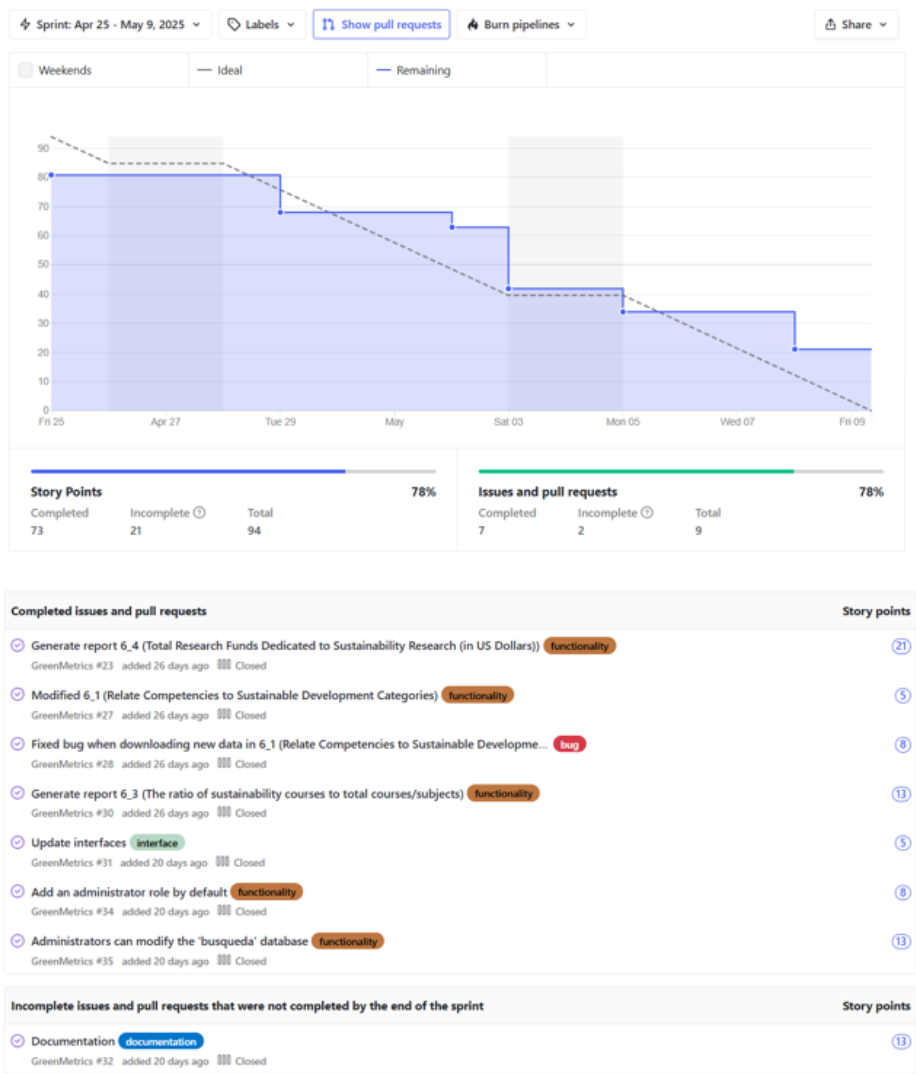 Sprint: Apr 25 - May 9, 2025 Labels Show pull requests Burn pipelines Share
Weekends Ideal Remaining
90
80
70
60
50
40
30
20
10
0
Fri 25 Apr 27 Tue 29 May Sat 03 Mon 05 Wed 07 Fri 09
Story Points 78%
Completed Incomplete Total
73 21 94
Issues and pull requests 78%
Completed Incomplete Total
7 2 9
Completed issues and pull requests Story points
Generate report 6_4 (Total Research Funds Dedicated to Sustainability Research (in US Dollars)) functionality 21
GreenMetrics #23 added 26 days ago Closed
Modified 6_1 (Relate Competencies to Sustainable Development Categories) functionality 5
GreenMetrics #27 added 26 days ago Closed
Fixed bug when downloading new data in 6_1 (Relate Competencies to Sustainable Developme... bug 8
GreenMetrics #28 added 26 days ago Closed
Generate report 6_3 (The ratio of sustainability courses to total courses/subjects) functionality 13
GreenMetrics #30 added 26 days ago Closed
Update interfaces interface 5
GreenMetrics #31 added 20 days ago Closed
Add an administrator role by default functionality 8
GreenMetrics #34 added 20 days ago Closed
Administrators can modify the 'busqueda' database functionality 13
GreenMetrics #35 added 20 days ago Closed
Incomplete issues and pull requests that were not completed by the end of the sprint Story points
Documentation documentation 13
GreenMetrics #32 added 20 days ago Closed